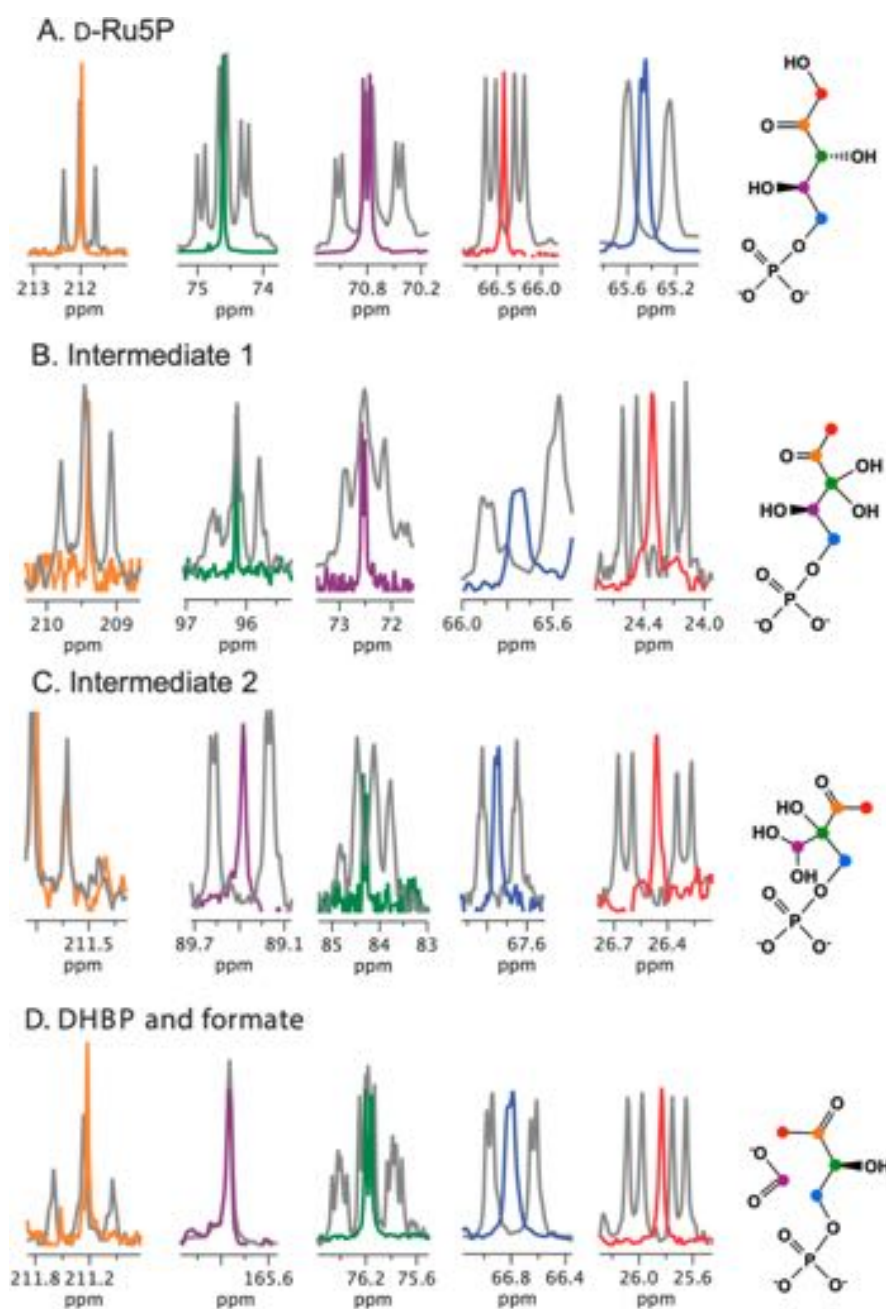 A. D-Ru5P
HO
O
OH
HO
O
O
P
-O
O-
213 212
75 74
70.8 70.2
66.5 66.0
65.6 65.2
ppm ppm ppm ppm ppm
B. Intermediate 1
O
OH
HO
OH
O
O
P
-O
O-
210 209
97 96
73 72
66.0 65.6
24.4 24.0
ppm ppm ppm ppm ppm
C. Intermediate 2
O
HO
HO
OH
O
O
P
-O
O-
211.5
89.7 89.1
85 84 83
67.6
26.7 26.4
ppm ppm ppm ppm ppm
D. DHBP and formate
O
-O
OH
O
O
O
P
-O
O-
211.8 211.2
165.6
76.2 75.6
66.8 66.4
26.0 25.6
ppm ppm ppm ppm ppm